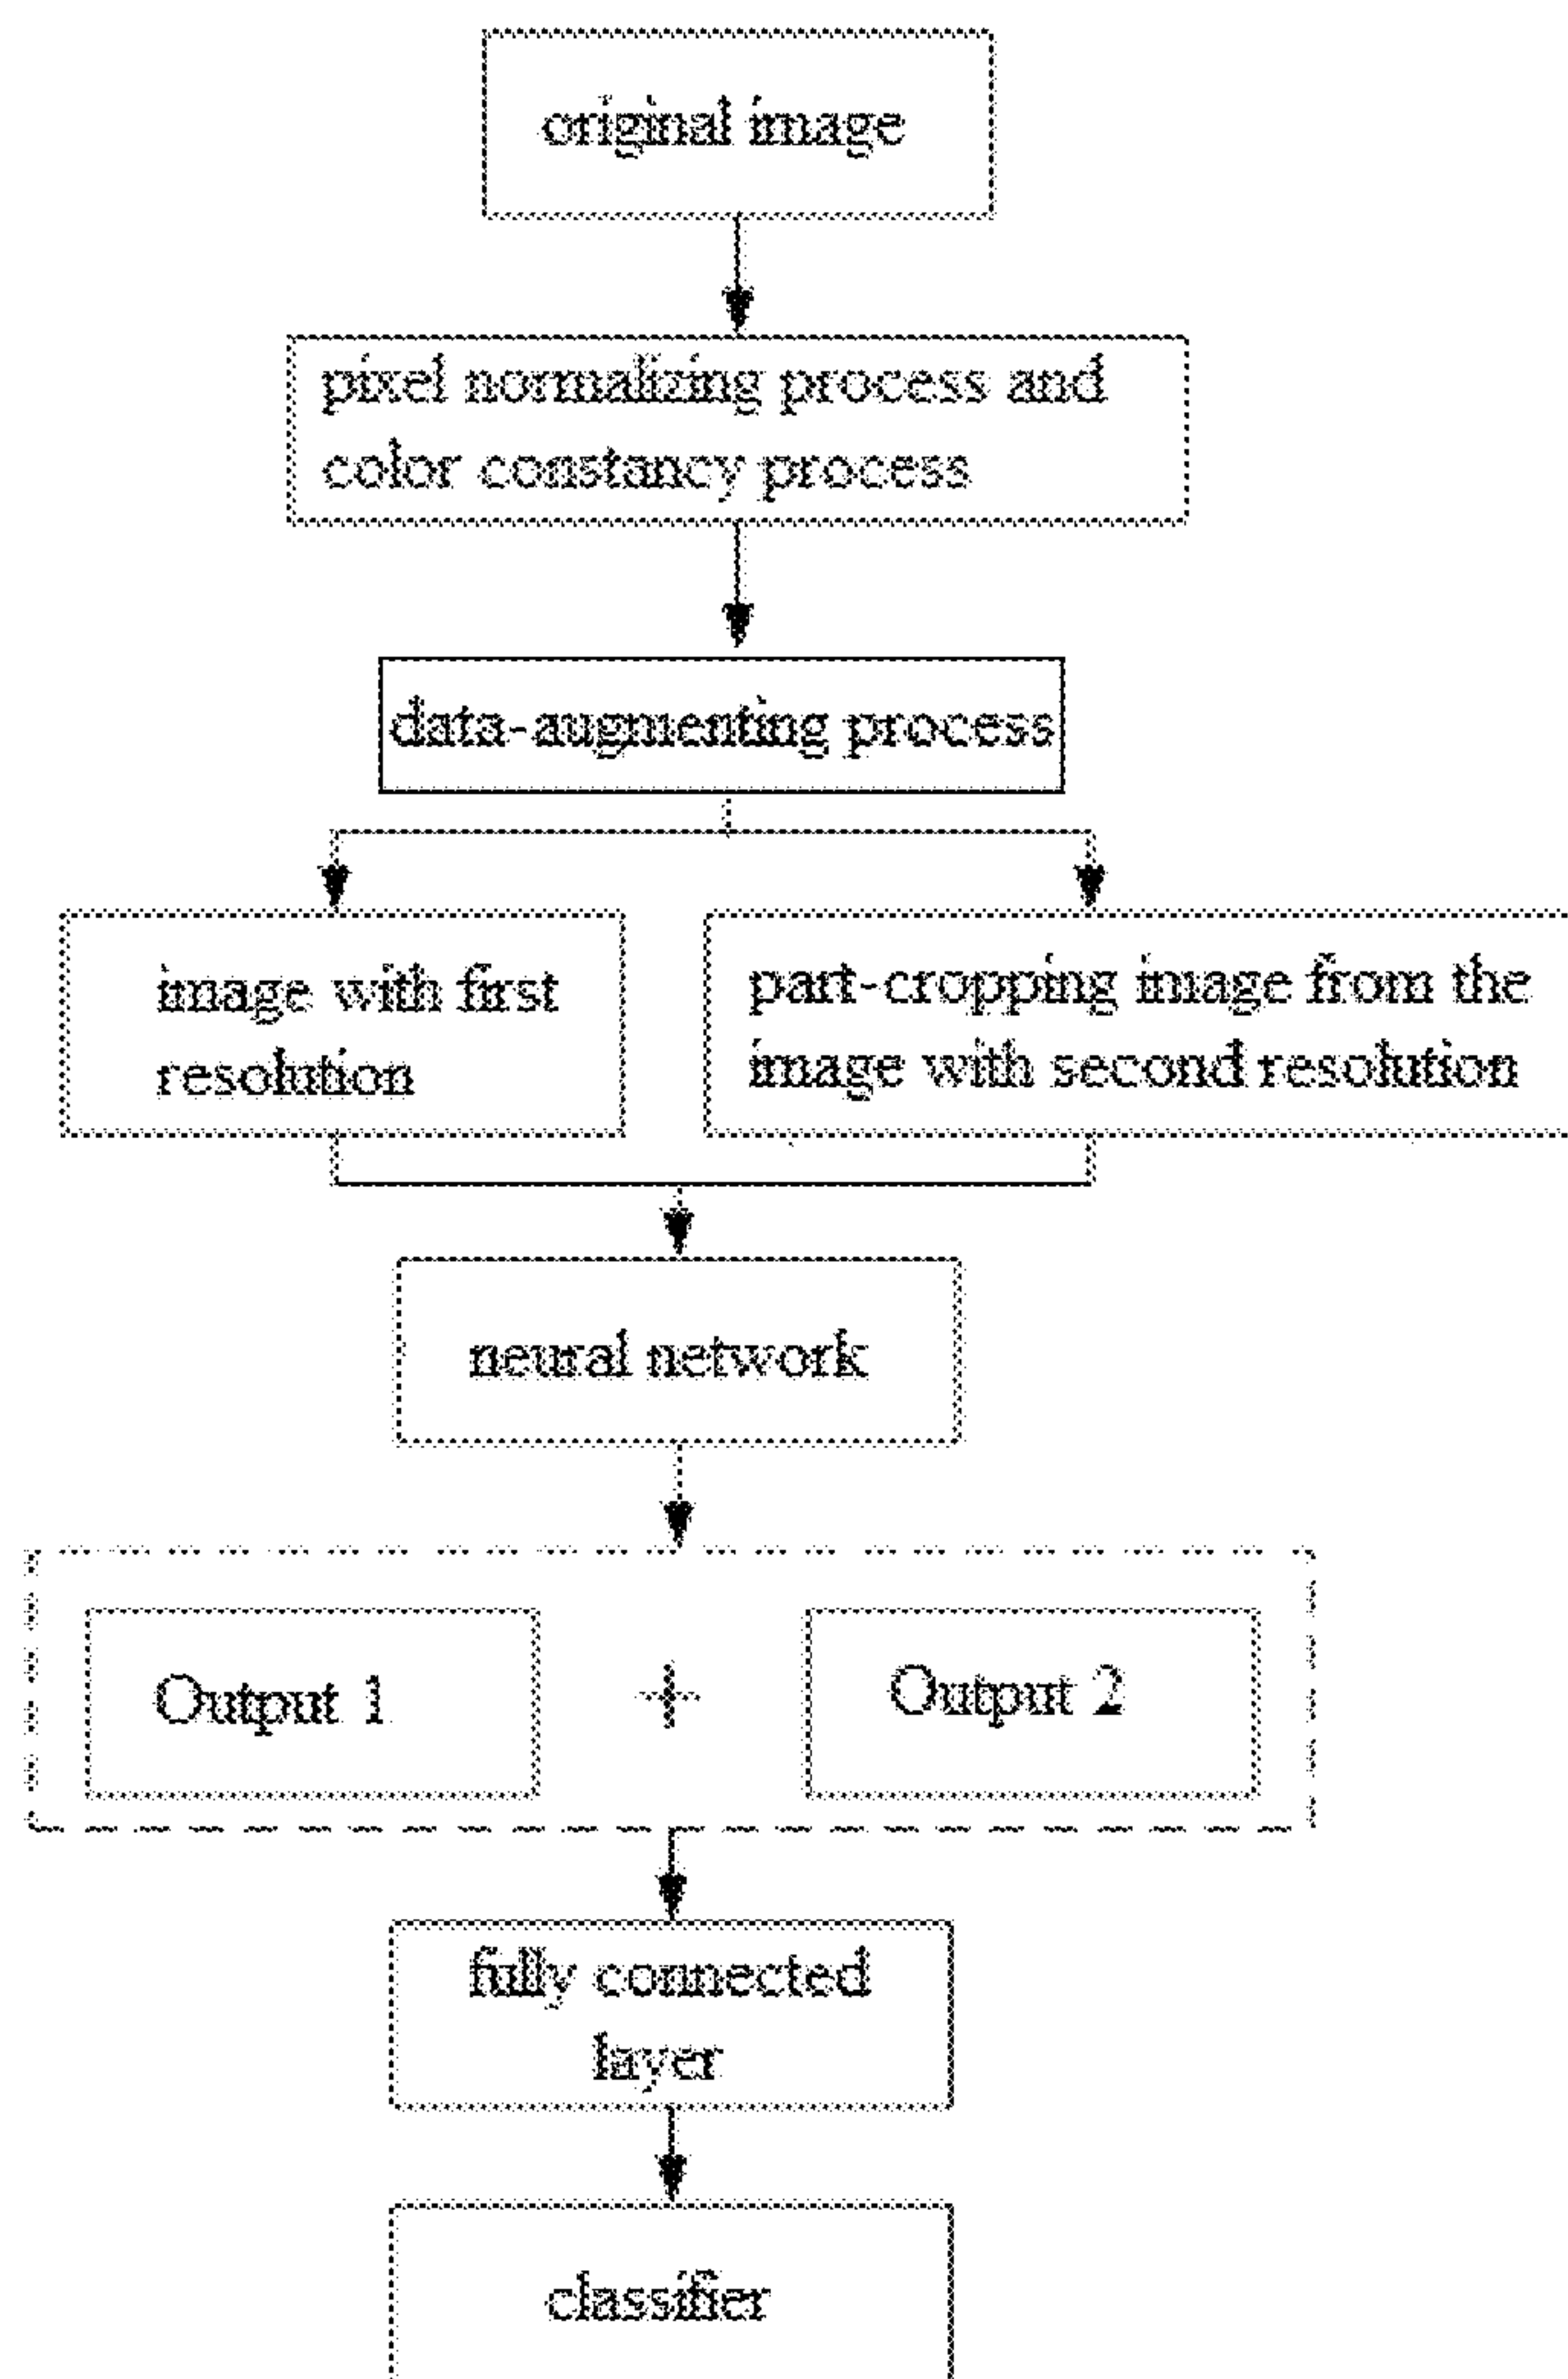 original image
pixel normalizing process and
color constancy process
data-augmenting process
image with first
resolution
part-cropping image from the
image with second resolution
neural network
Output 1
+
Output 2
fully connected
layer
classifier